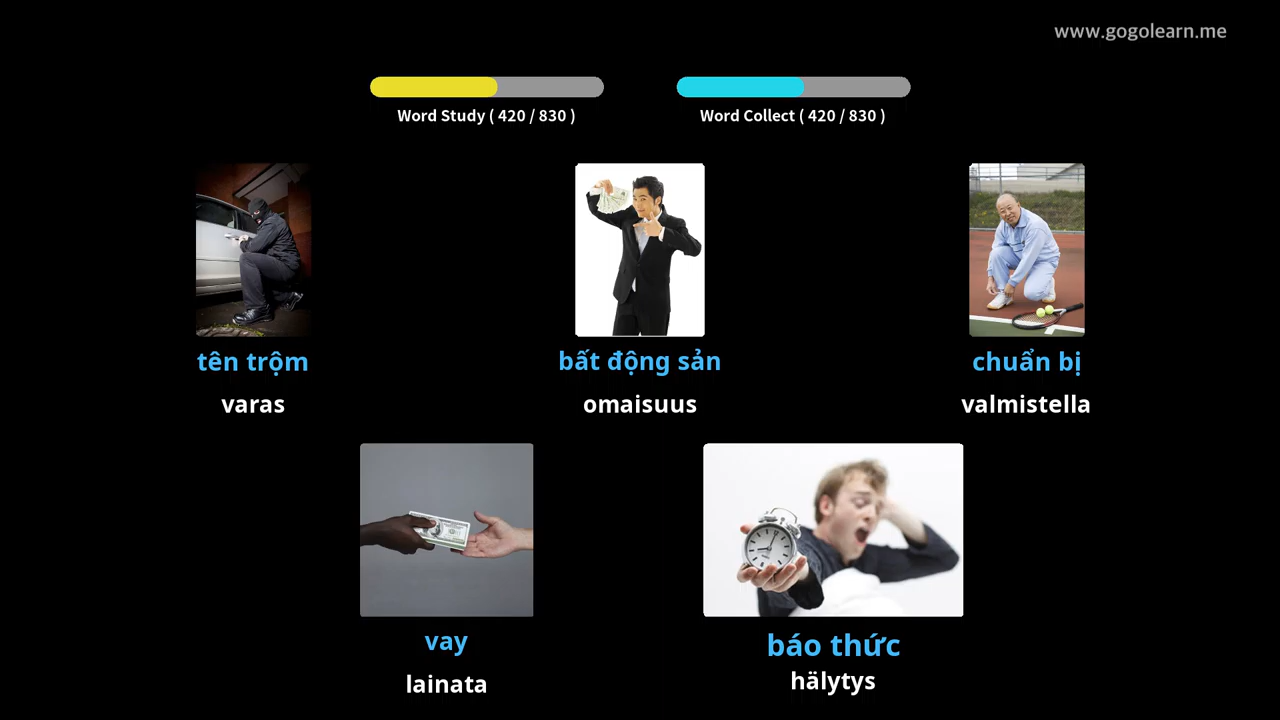 www.gogolearn.me
Word Study ( 420 / 830 )
Word Collect ( 420 / 830 )
tên trộm
bất động sản
chuẩn bị
varas
omaisuus
valmistella
vay
báo thức
lainata
hälytys